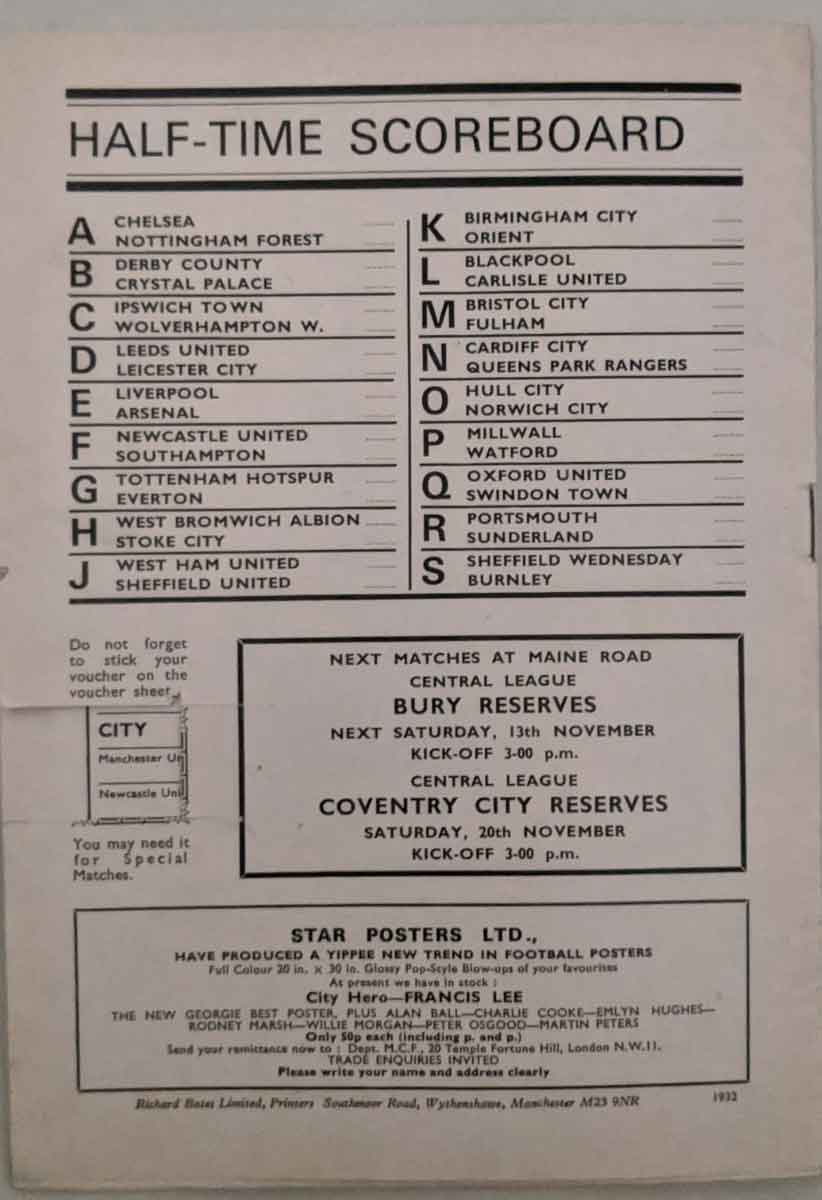 HALF-TIME SCOREBOARD
A CHELSEA
NOTTINGHAM FOREST
B DERBY COUNTY
CRYSTAL PALACE
C IPSWICH TOWN
WOLVERHAMPTON W.
D LEEDS UNITED
LEICESTER CITY
E LIVERPOOL
ARSENAL
F NEWCASTLE UNITED
SOUTHAMPTON
G TOTTENHAM HOTSPUR
EVERTON
H WEST BROMWICH ALBION
STOKE CITY
J WEST HAM UNITED
SHEFFIELD UNITED
K BIRMINGHAM CITY
ORIENT
L BLACKPOOL
CARLISLE UNITED
M BRISTOL CITY
FULHAM
N CARDIFF CITY
QUEENS PARK RANGERS
O HULL CITY
NORWICH CITY
P MILLWALL
WATFORD
Q OXFORD UNITED
SWINDON TOWN
R PORTSMOUTH
SUNDERLAND
S SHEFFIELD WEDNESDAY
BURNLEY
Do not forget
to stick your
voucher on the
voucher sheet
CITY
Manchester Un
Newcastle Uni
You may need it
for Special
Matches.
NEXT MATCHES AT MAINE ROAD
CENTRAL LEAGUE
BURY RESERVES
NEXT SATURDAY, 13th NOVEMBER
KICK-OFF 3-00 p.m.
CENTRAL LEAGUE
COVENTRY CITY RESERVES
SATURDAY, 20th NOVEMBER
KICK-OFF 3-00 p.m.
STAR POSTERS LTD.,
HAVE PRODUCED A YIPPEE NEW TREND IN FOOTBALL POSTERS
Full Colour 20 in. × 30 in. Glossy Pop-Style Blow-ups of your favourites
At present we have in stock :
City Hero—FRANCIS LEE
THE NEW GEORGIE BEST POSTER, PLUS ALAN BALL—CHARLIE COOKE—EMLYN HUGHES—
RODNEY MARSH—WILLIE MORGAN—PETER OSGOOD—MARTIN PETERS
Only 50p each (including p. and p.)
Send your remittance now to : Dept. M.C.F., 20 Temple Fortune Hill, London N.W.11.
TRADE ENQUIRIES INVITED
Please write your name and address clearly
Richard Bates Limited, Printers Southmoor Road, Wythenshawe, Manchester M23 9NR 1932